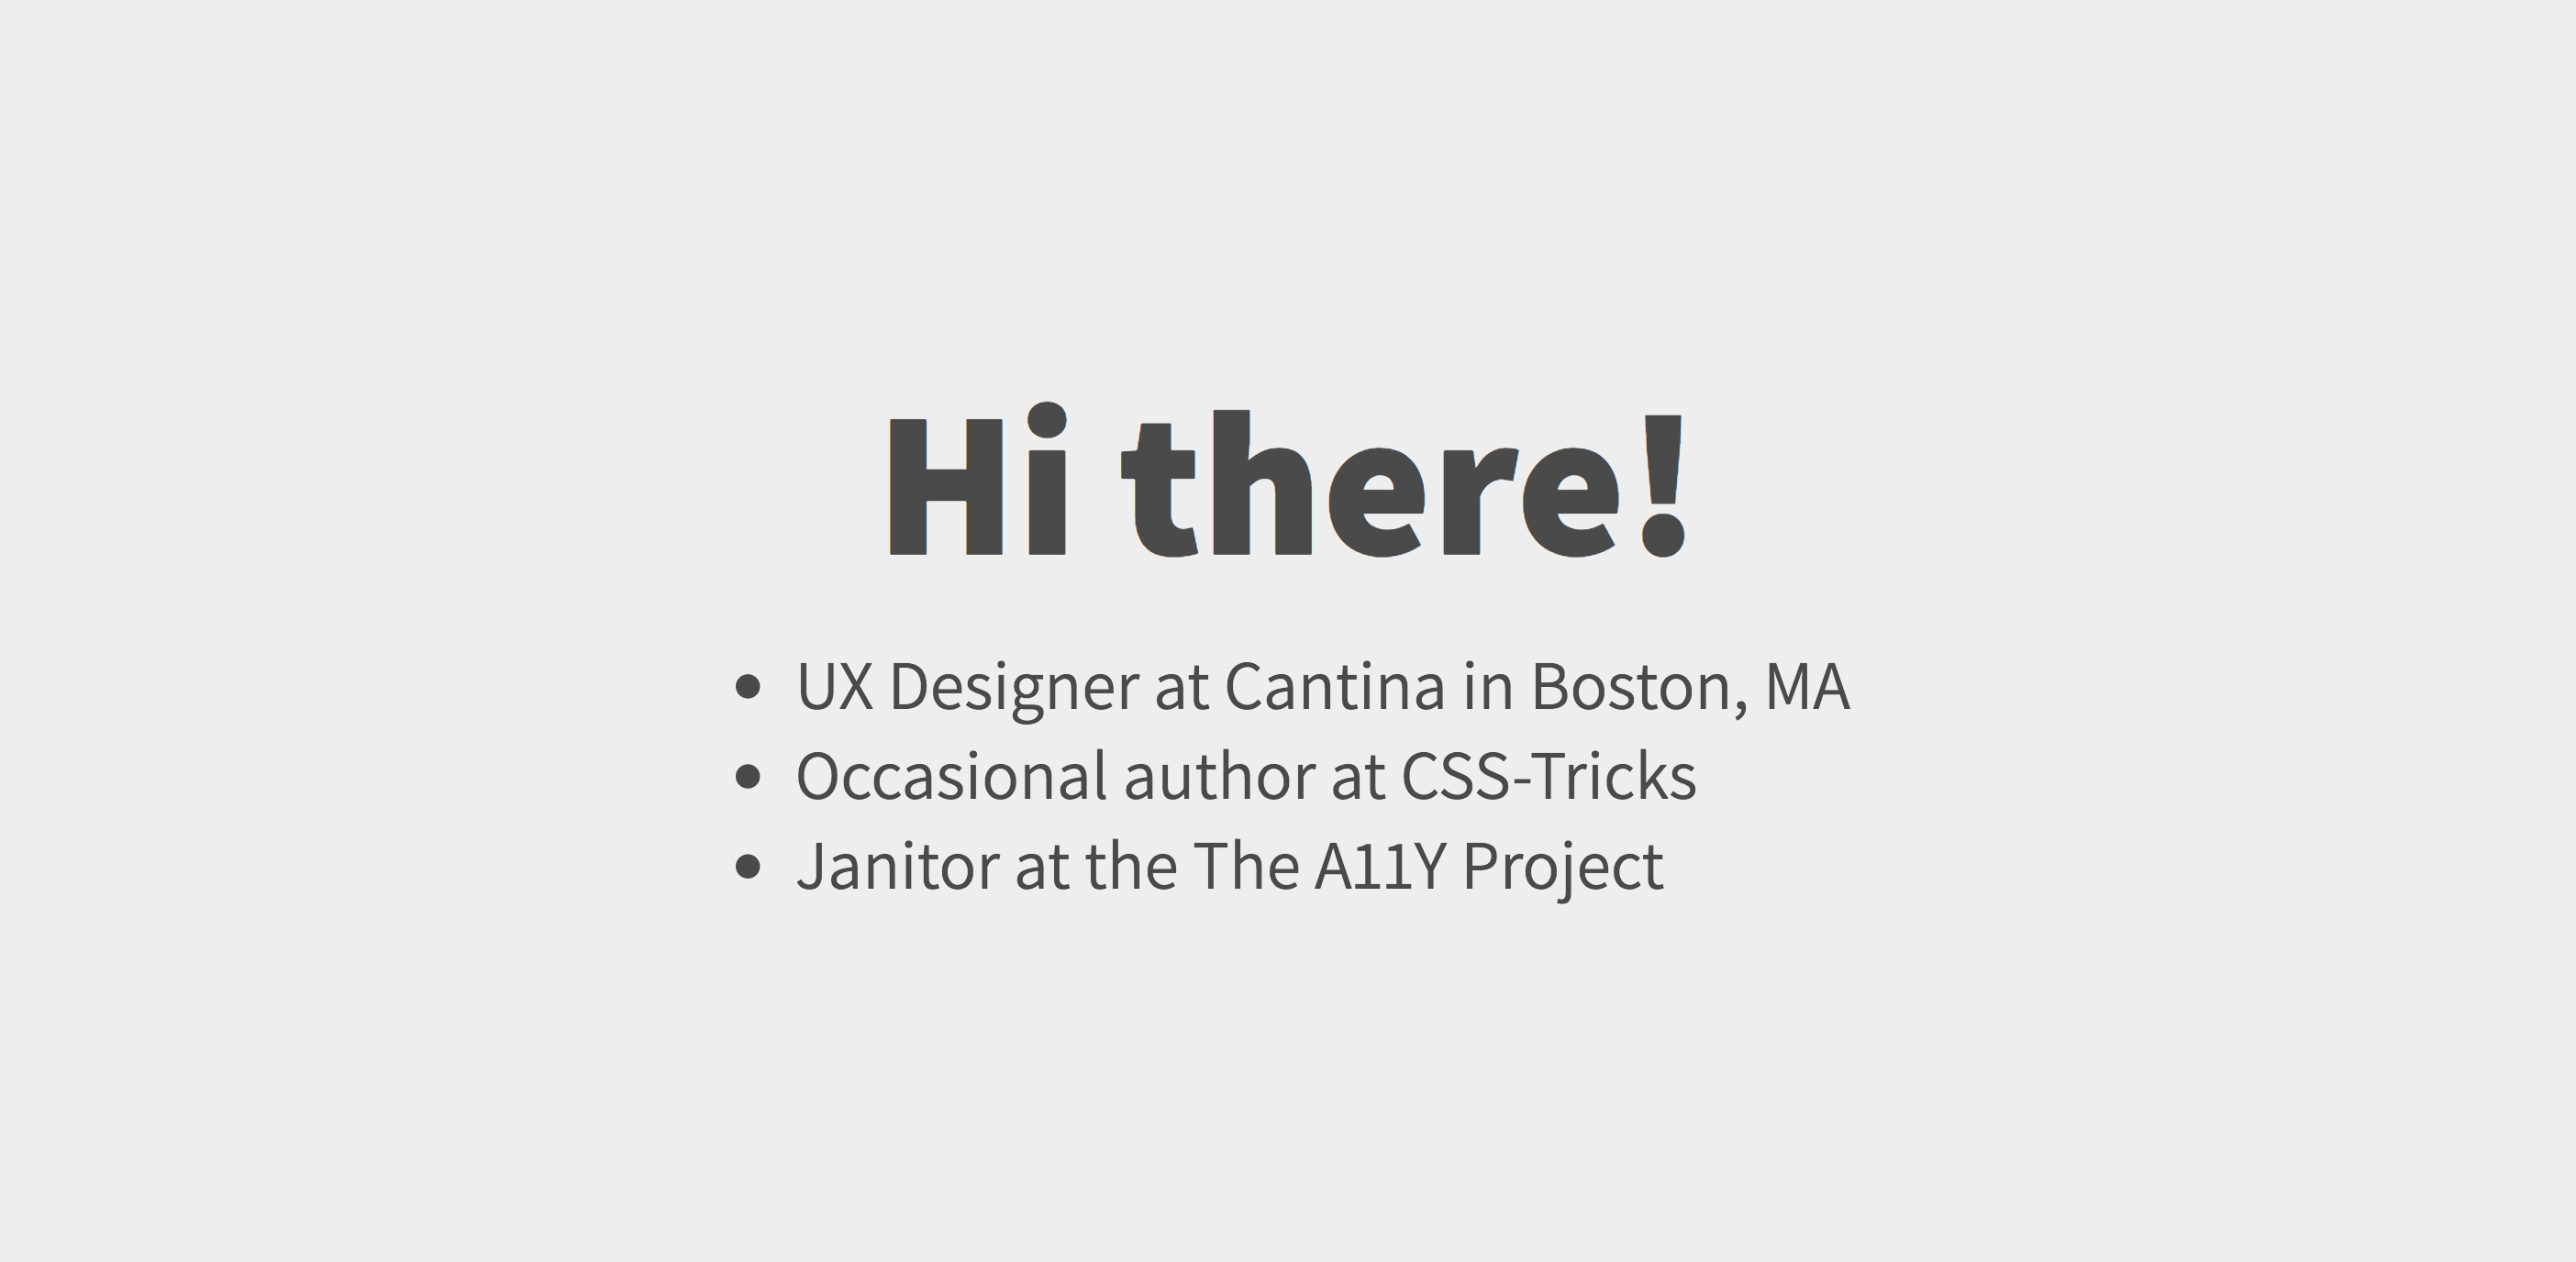 Hi there!
• UX Designer at Cantina in Boston, MA
• Occasional author at CSS-Tricks
• Janitor at the The A11Y Project